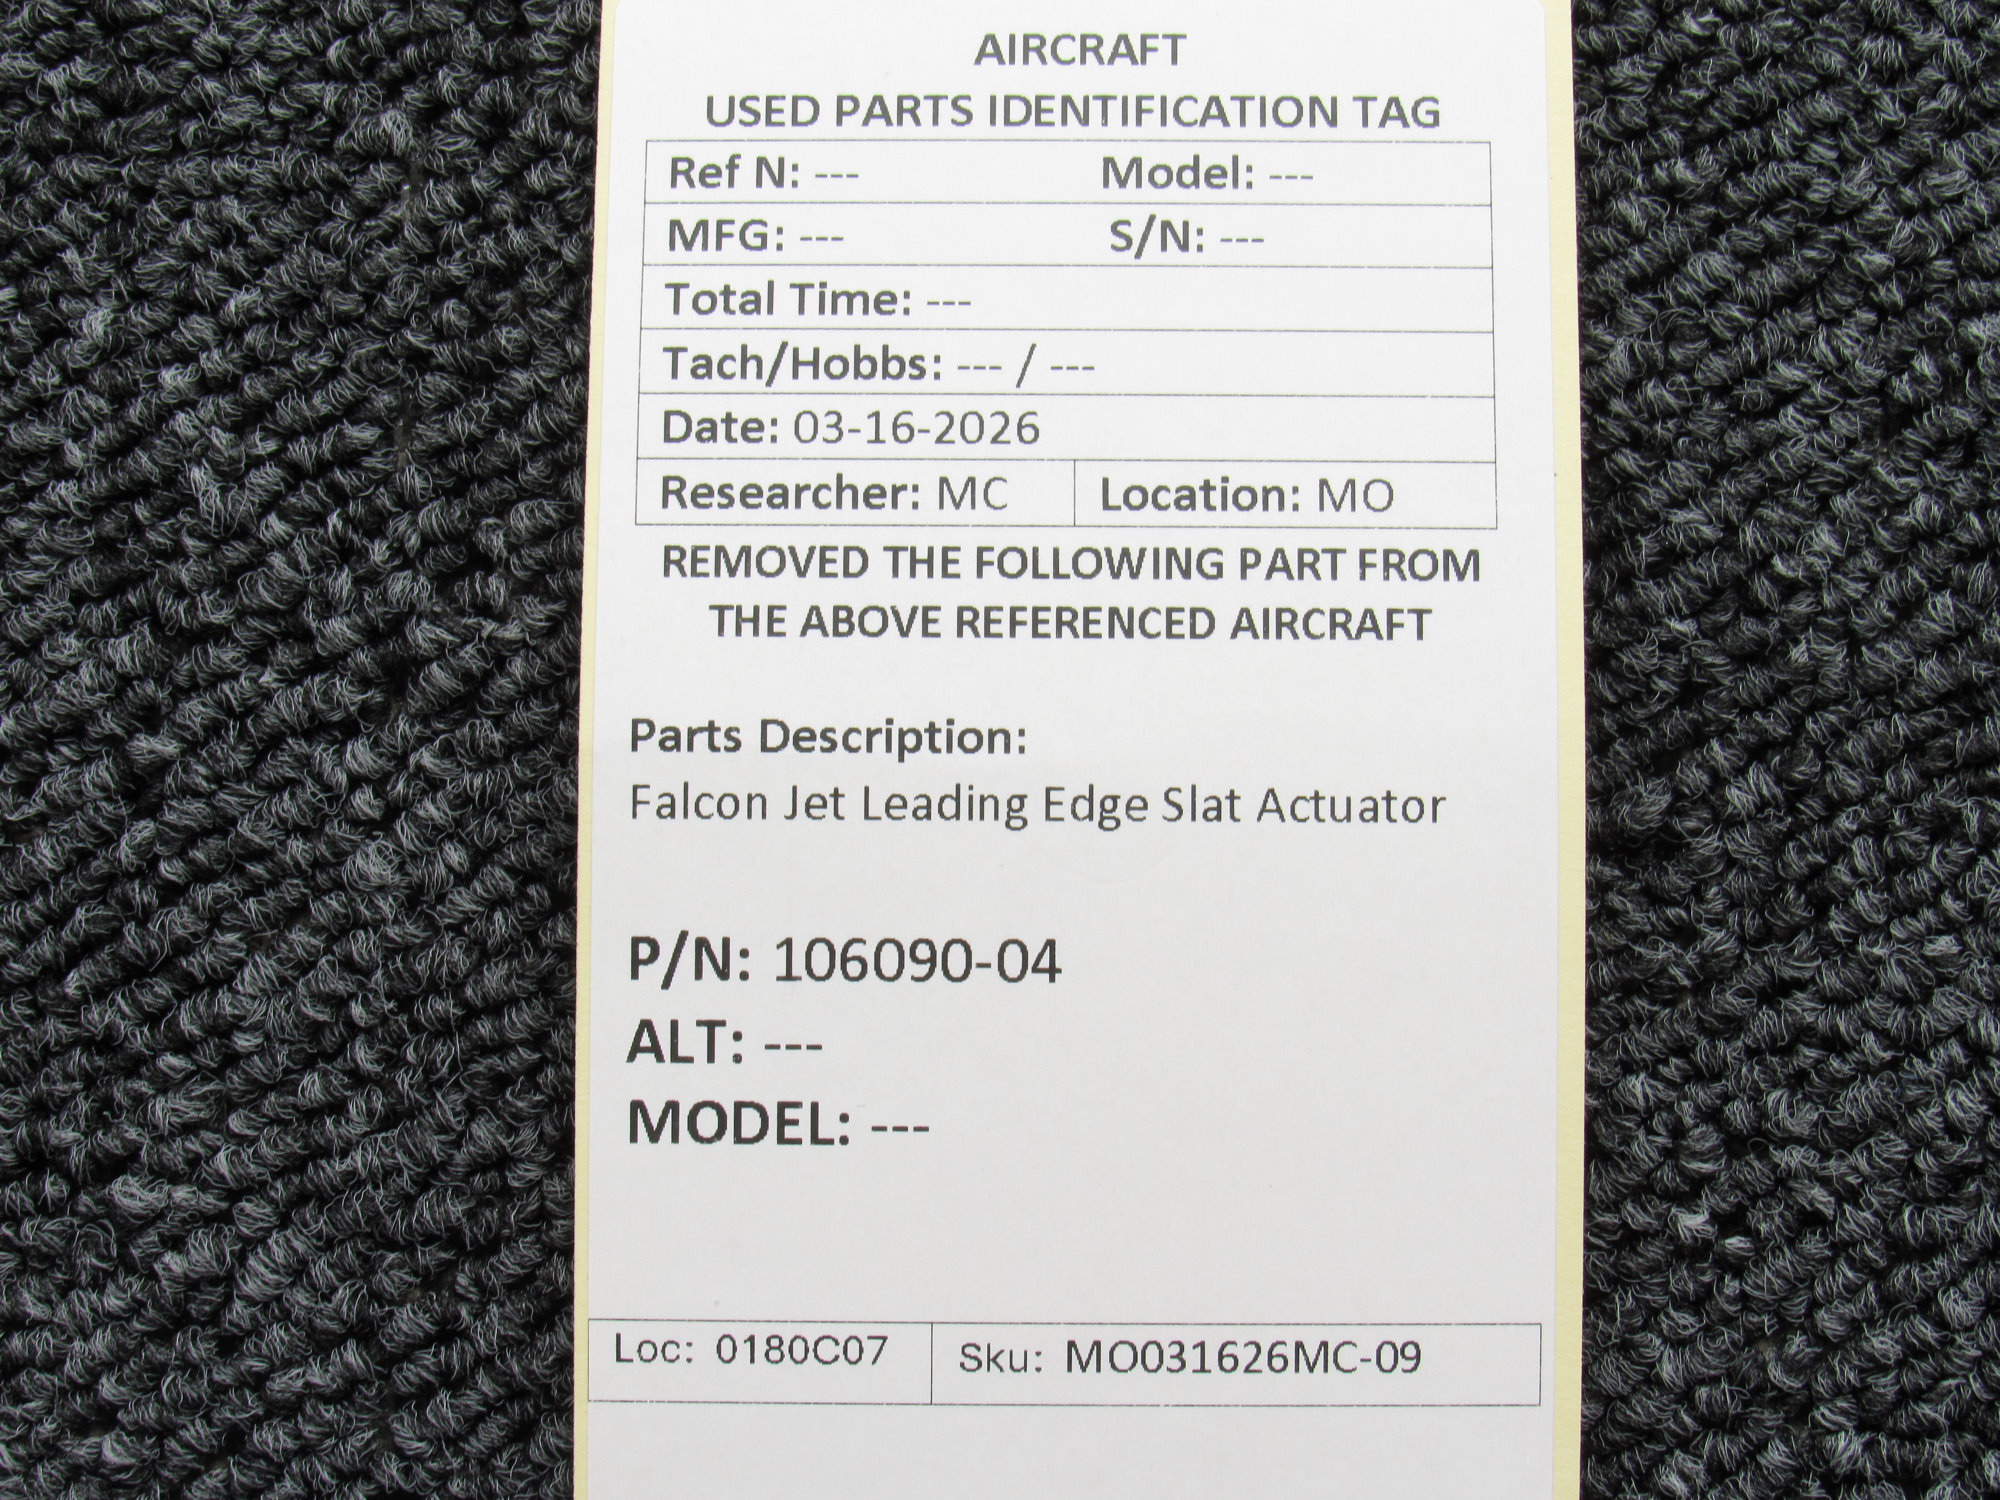 AIRCRAFT
USED PARTS IDENTIFICATION TAG
Ref N: --- Model: ---
MFG: --- S/N: ---
Total Time: ---
Tach/Hobbs: --- / ---
Date: 03-16-2026
Researcher: MC Location: MO
REMOVED THE FOLLOWING PART FROM
THE ABOVE REFERENCED AIRCRAFT
Parts Description:
Falcon Jet Leading Edge Slat Actuator
P/N: 106090-04
ALT: ---
MODEL: ---
Loc: 0180C07 Sku: MO031626MC-09